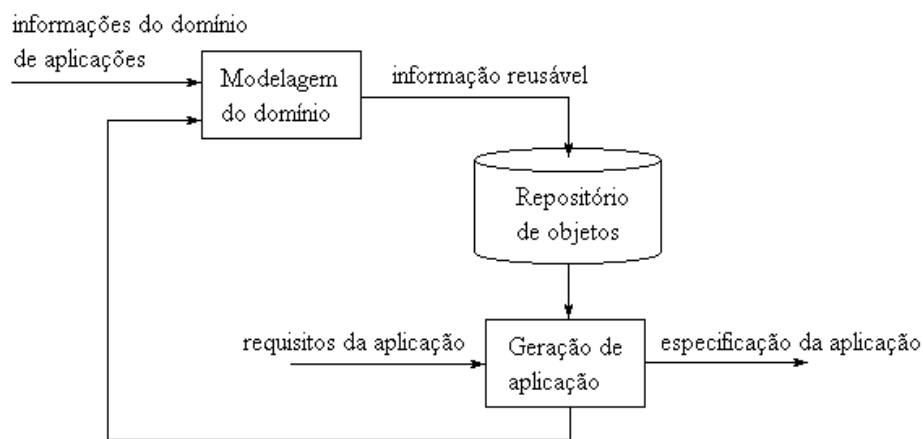 informações do domínio
de aplicações
Modelagem
do domínio
informação reusável
Repositório
de objetos
requisitos da aplicação
Geração de
aplicação
especificação da aplicação